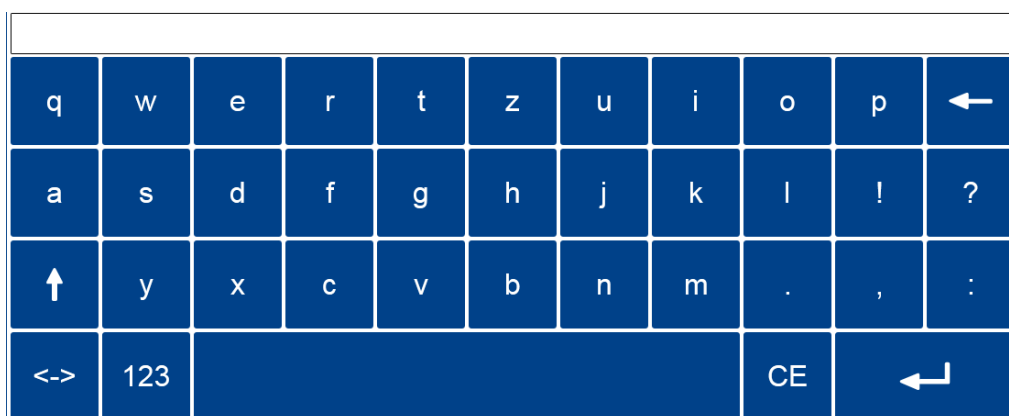 q w e r t z u i o p ←
a s d f g h j k l ! ?
↑ y x c v b n m . , :
<-> 123 CE ↵